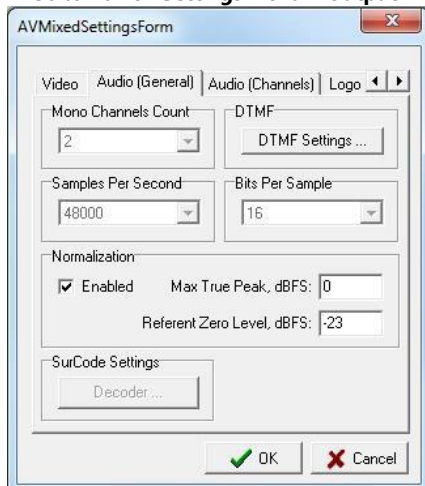 AVMixedSettingsForm
Video Audio (General) Audio (Channels) Logo
Mono Channels Count
2
DTMF
DTMF Settings ...
Samples Per Second
48000
Bits Per Sample
16
Normalization
Enabled Max True Peak, dBFS: 0
Referent Zero Level, dBFS: -23
SurCode Settings
Decoder ...
OK Cancel